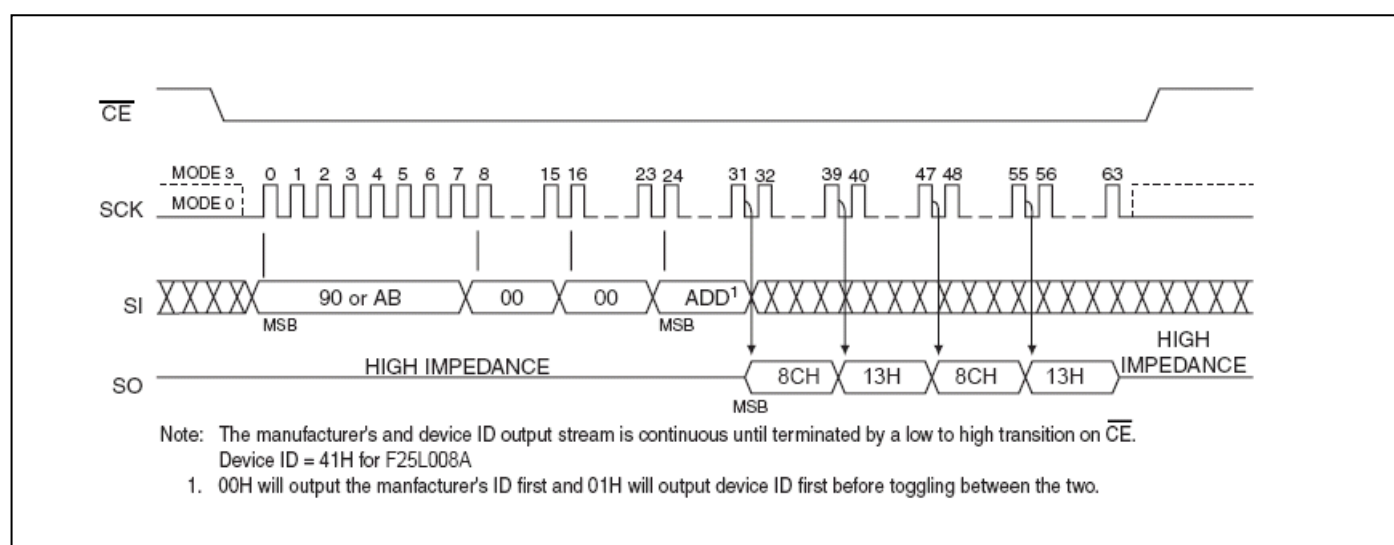 CE
MODE 3
MODE 0
0 1 2 3 4 5 6 7 8 15 16 23 24 31 32 39 40 47 48 55 56 63
SCK
SI
90 or AB 00 00 ADD1
MSB MSB
HIGH IMPEDANCE
HIGH
IMPEDANCE
SO
8CH 13H 8CH 13H
MSB
Note: The manufacturer's and device ID output stream is continuous until terminated by a low to high transition on CE.
Device ID = 41H for F25L008A
1. 00H will output the manfacturer's ID first and 01H will output device ID first before toggling between the two.